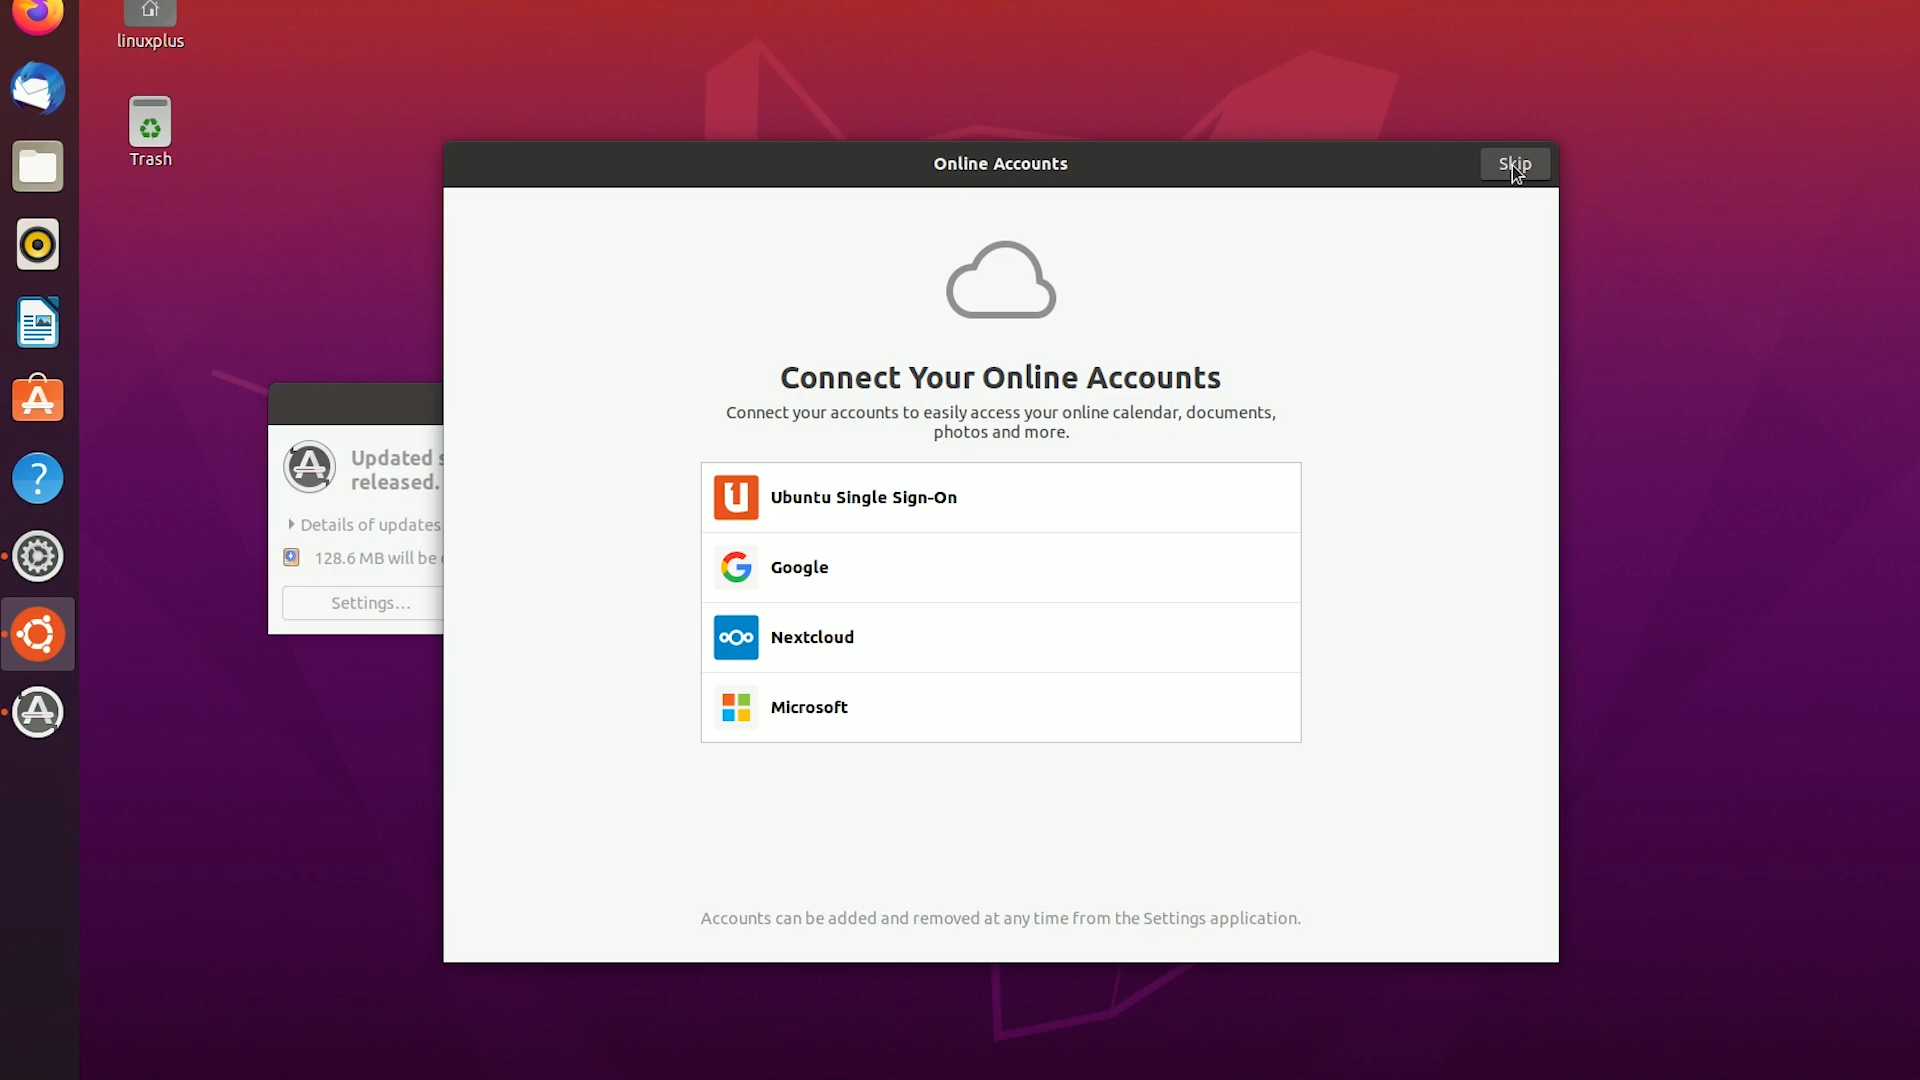 linuxplus
Trash
Online Accounts
Skip
Connect Your Online Accounts
Connect your accounts to easily access your online calendar, documents,
photos and more.
Ubuntu Single Sign-On
Google
Nextcloud
Microsoft
Accounts can be added and removed at any time from the Settings application.
Updated
released.
Details of updates
128.6 MB will be
Settings...